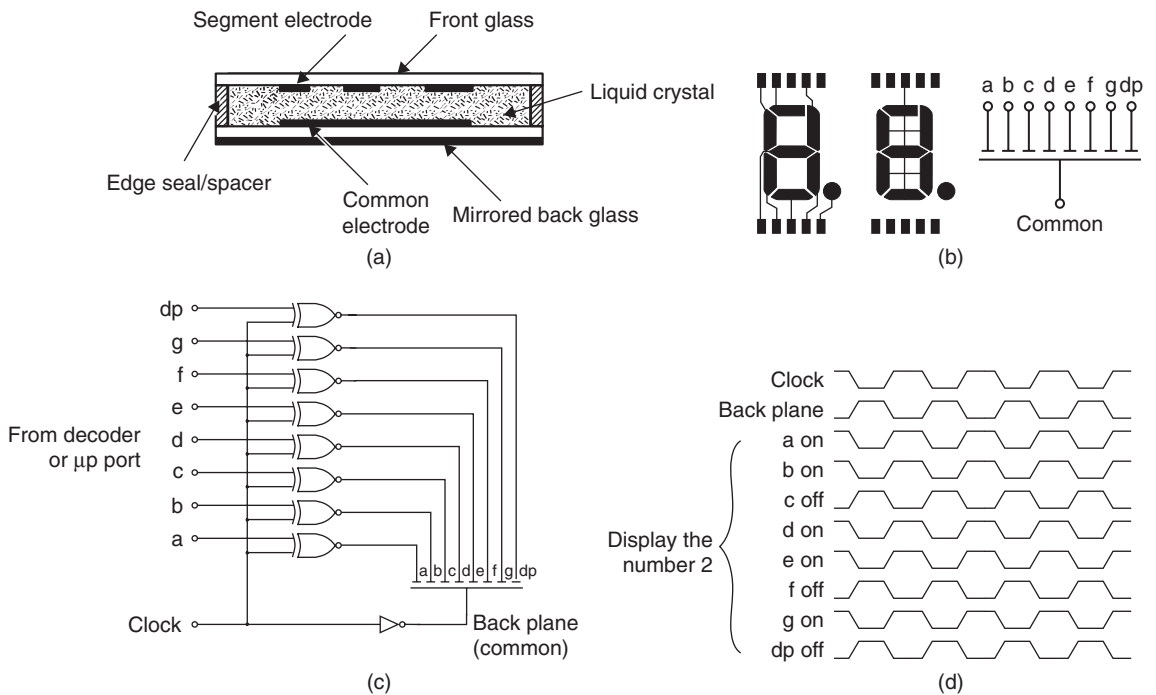 Segment electrode
Front glass
Liquid crystal
Edge seal/spacer
Common
electrode
Mirrored back glass
(a)
a b c d e f g dp
Common
(b)
dp
g
f
e
d
c
b
a
From decoder
or μp port
a b c d e f g dp
Clock
Back plane
(common)
(c)
Clock
Back plane
a on
b on
c off
d on
e on
f off
g on
dp off
Display the
number 2
(d)